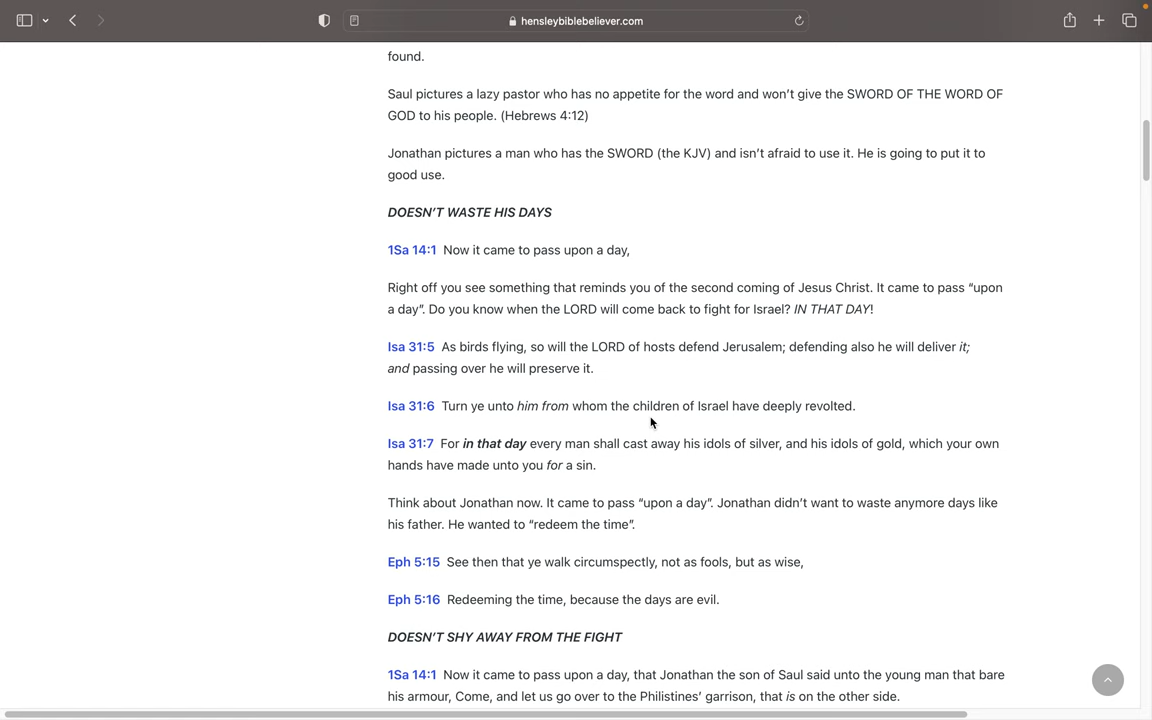 hensleybiblebeliever.com
found.
Saul pictures a lazy pastor who has no appetite for the word and won’t give the SWORD OF THE WORD OF
GOD to his people. (Hebrews 4:12)
Jonathan pictures a man who has the SWORD (the KJV) and isn’t afraid to use it. He is going to put it to
good use.
DOESN’T WASTE HIS DAYS
1Sa 14:1 Now it came to pass upon a day,
Right off you see something that reminds you of the second coming of Jesus Christ. It came to pass “upon
a day”. Do you know when the LORD will come back to fight for Israel? IN THAT DAY!
Isa 31:5 As birds flying, so will the LORD of hosts defend Jerusalem; defending also he will deliver it;
and passing over he will preserve it.
Isa 31:6 Turn ye unto him from whom the children of Israel have deeply revolted.
Isa 31:7 For in that day every man shall cast away his idols of silver, and his idols of gold, which your own
hands have made unto you for a sin.
Think about Jonathan now. It came to pass “upon a day”. Jonathan didn’t want to waste anymore days like
his father. He wanted to “redeem the time”.
Eph 5:15 See then that ye walk circumspectly, not as fools, but as wise,
Eph 5:16 Redeeming the time, because the days are evil.
DOESN’T SHY AWAY FROM THE FIGHT
1Sa 14:1 Now it came to pass upon a day, that Jonathan the son of Saul said unto the young man that bare
his armour, Come, and let us go over to the Philistines’ garrison, that is on the other side.